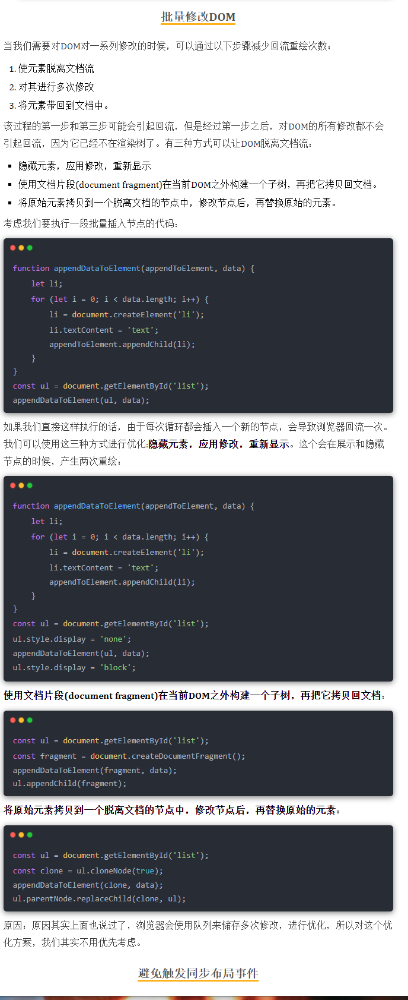 批量修改DOM
当我们需要对DOM对一系列修改的时候，可以通过以下步骤减少回流重绘次数：
1. 使元素脱离文档流
2. 对其进行多次修改
3. 将元素带回到文档中。
该过程的第一步和第三步可能会引起回流，但是经过第一步之后，对DOM的所有修改都不会
引起回流，因为它已经不在渲染树了。有三种方式可以让DOM脱离文档流：
▪ 隐藏元素，应用修改，重新显示
▪ 使用文档片段(document fragment)在当前DOM之外构建一个子树，再把它拷贝回文档。
▪ 将原始元素拷贝到一个脱离文档的节点中，修改节点后，再替换原始的元素。
考虑我们要执行一段批量插入节点的代码：
function appendDataToElement(appendToElement, data) {
    let li;
    for (let i = 0; i < data.length; i++) {
        li = document.createElement('li');
        li.textContent = 'text';
        appendToElement.appendChild(li);
    }
}
const ul = document.getElementById('list');
appendDataToElement(ul, data);
如果我们直接这样执行的话，由于每次循环都会插入一个新的节点，会导致浏览器回流一次。
我们可以使用这三种方式进行优化:隐藏元素，应用修改，重新显示。这个会在展示和隐藏
节点的时候，产生两次重绘：
function appendDataToElement(appendToElement, data) {
    let li;
    for (let i = 0; i < data.length; i++) {
        li = document.createElement('li');
        li.textContent = 'text';
        appendToElement.appendChild(li);
    }
}
const ul = document.getElementById('list');
ul.style.display = 'none';
appendDataToElement(ul, data);
ul.style.display = 'block';
使用文档片段(document fragment)在当前DOM之外构建一个子树，再把它拷贝回文档：
const ul = document.getElementById('list');
const fragment = document.createDocumentFragment();
appendDataToElement(fragment, data);
ul.appendChild(fragment);
将原始元素拷贝到一个脱离文档的节点中，修改节点后，再替换原始的元素：
const ul = document.getElementById('list');
const clone = ul.cloneNode(true);
appendDataToElement(clone, data);
ul.parentNode.replaceChild(clone, ul);
原因：原因其实上面也说过了，浏览器会使用队列来储存多次修改，进行优化，所以对这个优
化方案，我们其实不用优先考虑。
避免触发同步布局事件